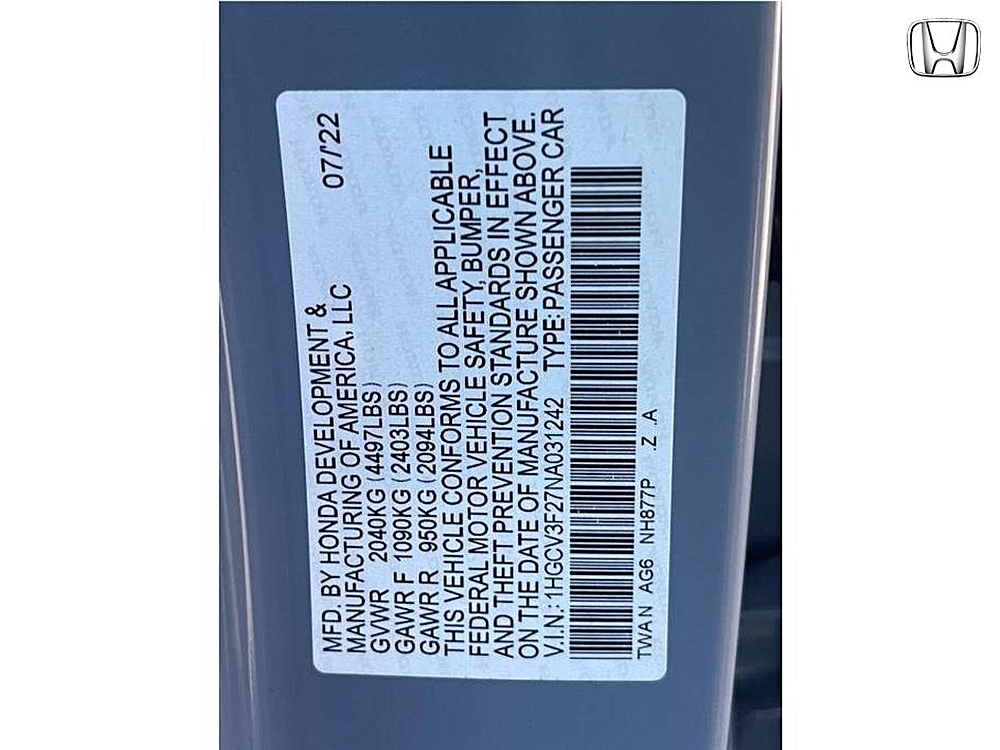 MFD. BY HONDA DEVELOPMENT & 07/'22
MANUFACTURING OF AMERICA, LLC
GVWR 2040KG (4497LBS)
GAWR F 1090KG (2403LBS)
GAWR R 950KG (2094LBS)
THIS VEHICLE CONFORMS TO ALL APPLICABLE
FEDERAL MOTOR VEHICLE SAFETY, BUMPER,
AND THEFT PREVENTION STANDARDS IN EFFECT
ON THE DATE OF MANUFACTURE SHOWN ABOVE.
V.I.N.: 1HGCV3F27NA031242 TYPE: PASSENGER CAR
TWA N AG6 NH877P .Z .A